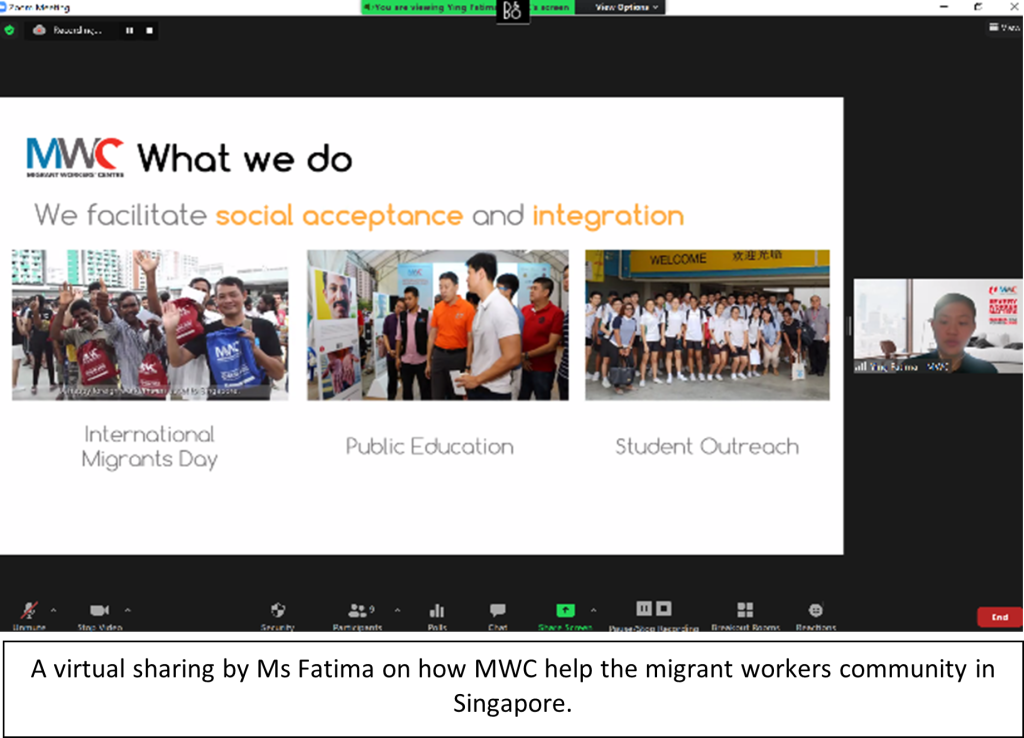 Zoom Meeting
You are viewing Ying Fatima's screen
View Options
Recording...
View
MWC
MIGRANT WORKERS' CENTRE
What we do
We facilitate social acceptance and integration
WELCOME 欢迎光临
MWC
MWC
International
Migrants Day
Public Education
Student Outreach
MWC
Ying Fatima - MWC
Unmute
Stop Video
Security
Participants
9
Polls
Chat
Share Screen
Pause/Stop Recording
Breakout Rooms
Reactions
End
A virtual sharing by Ms Fatima on how MWC help the migrant workers community in
Singapore.